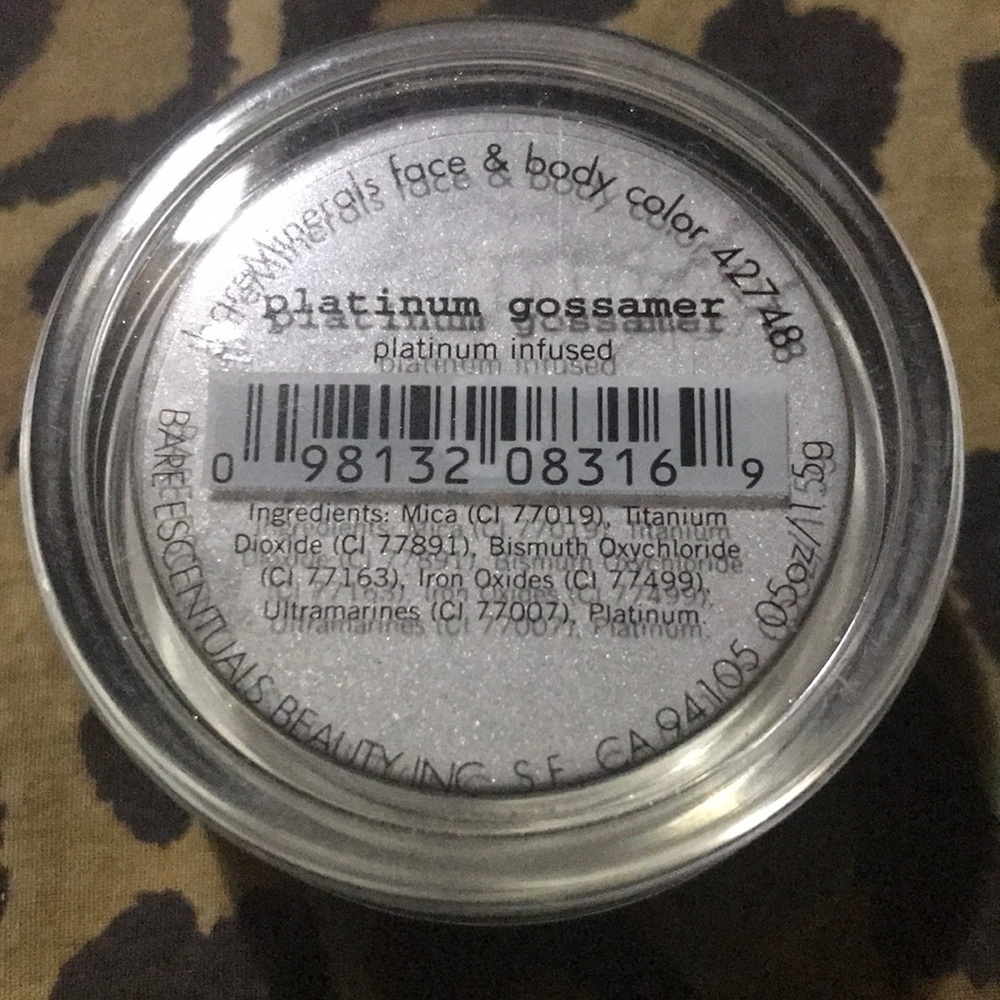 bareMinerals face & body color 42748
platinum gossamer
platinum infused
0 98132 08316 9
Ingredients: Mica (CI 77019), Titanium
Dioxide (CI 77891), Bismuth Oxychloride
(CI 77163), Iron Oxides (CI 77499),
Ultramarines (CI 77007), Platinum.
BARE ESCENTUALS BEAUTY, INC. S.F. CA 94105 (.05oz/1.5g